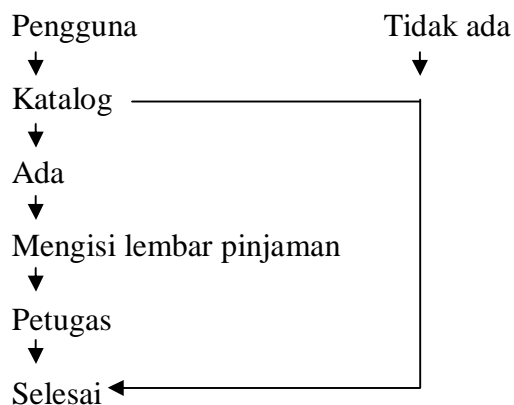 Pengguna
Tidak ada
Katalog
Ada
Mengisi lembar pinjaman
Petugas
Selesai